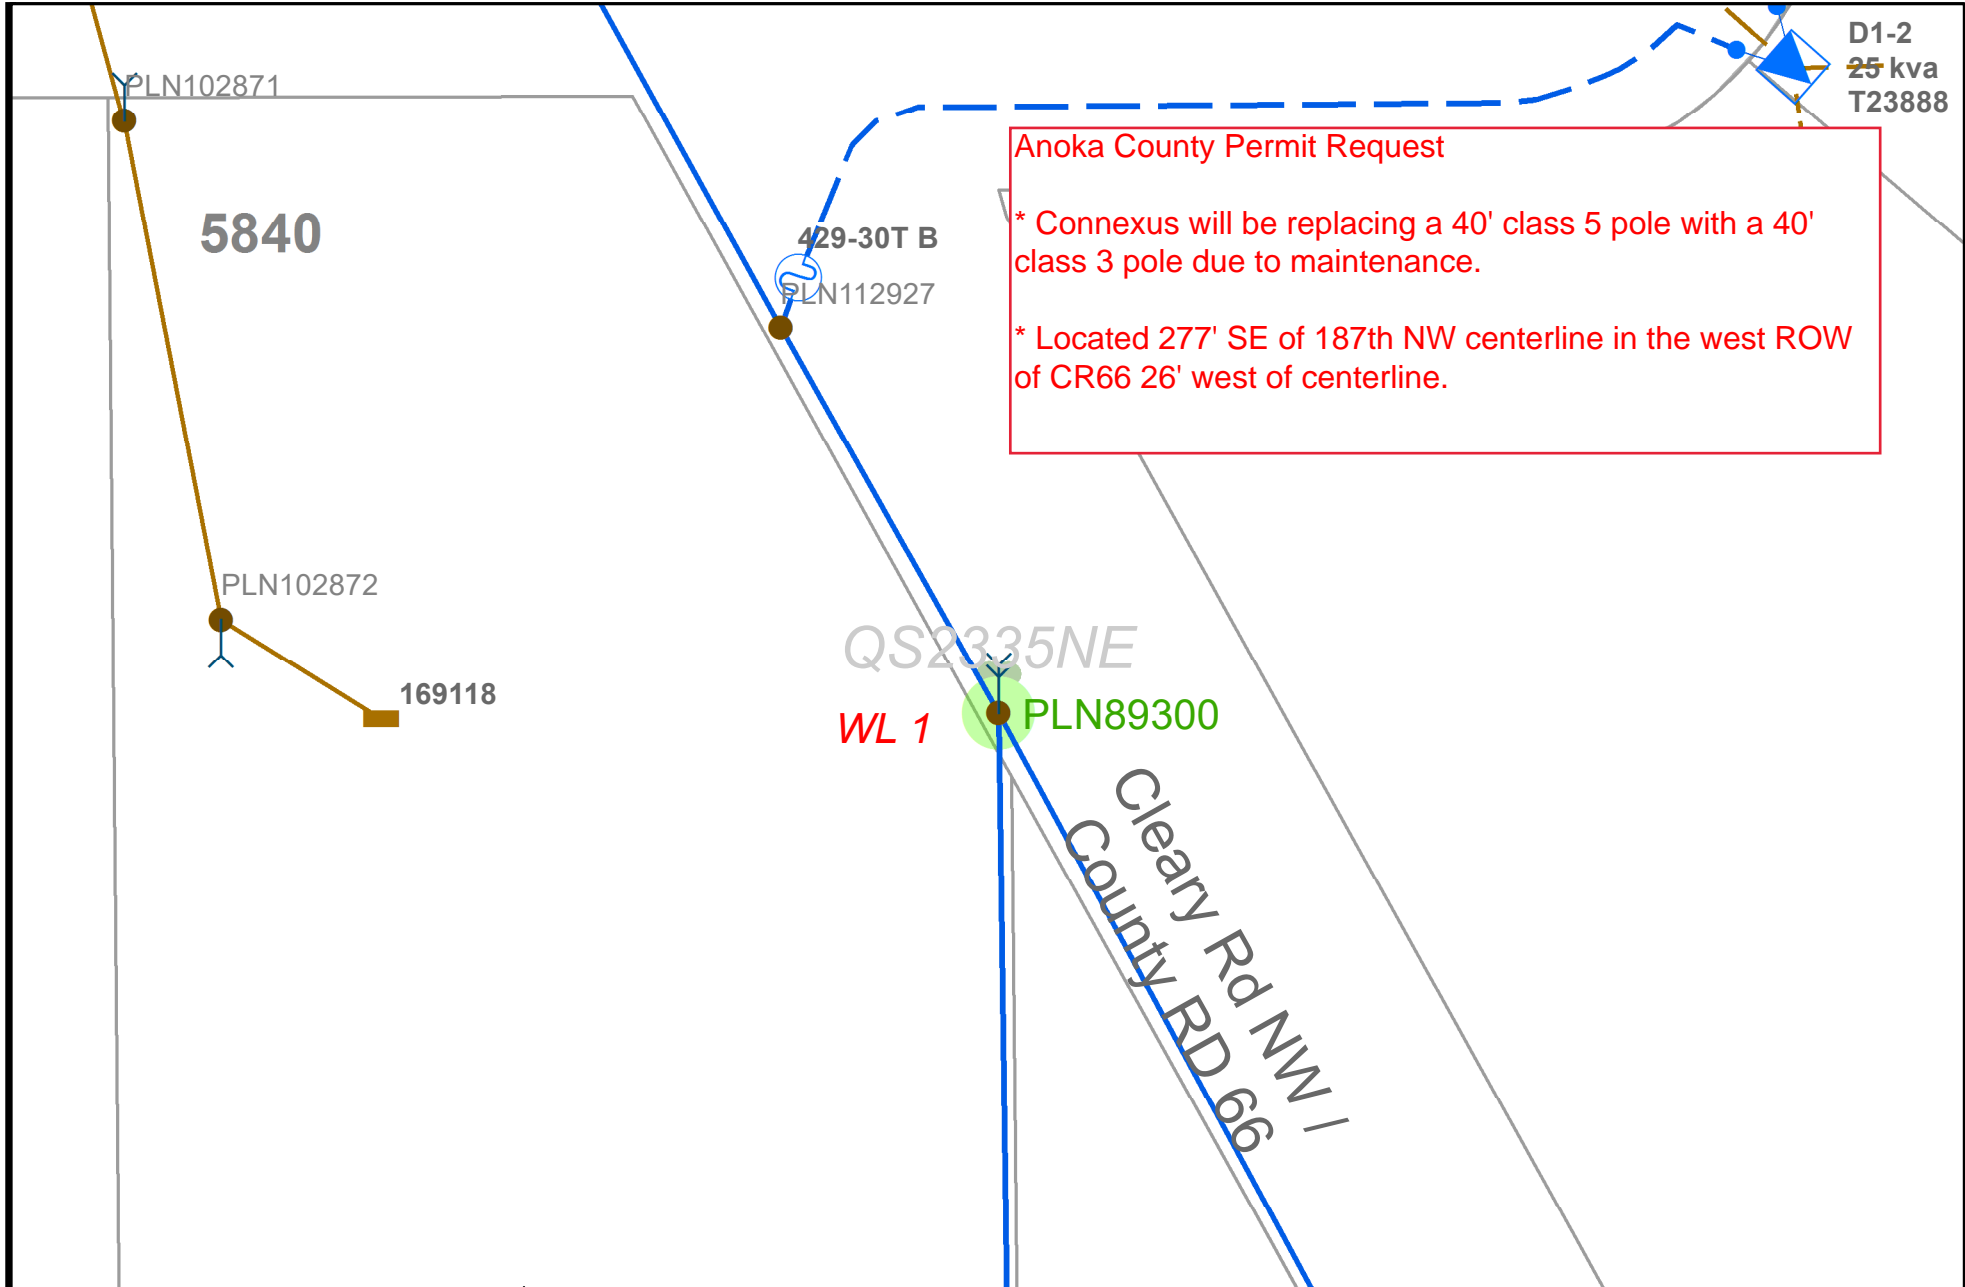 D1-2
25 kva
T23888
PLN102871
Anoka County Permit Request
* Connexus will be replacing a 40' class 5 pole with a 40'
class 3 pole due to maintenance.
* Located 277' SE of 187th NW centerline in the west ROW
of CR66 26' west of centerline.
5840
429-30T B
PLN112927
PLN102872
QS2335NE
169118
WL 1
PLN89300
Cleary Rd NW /
County RD 66